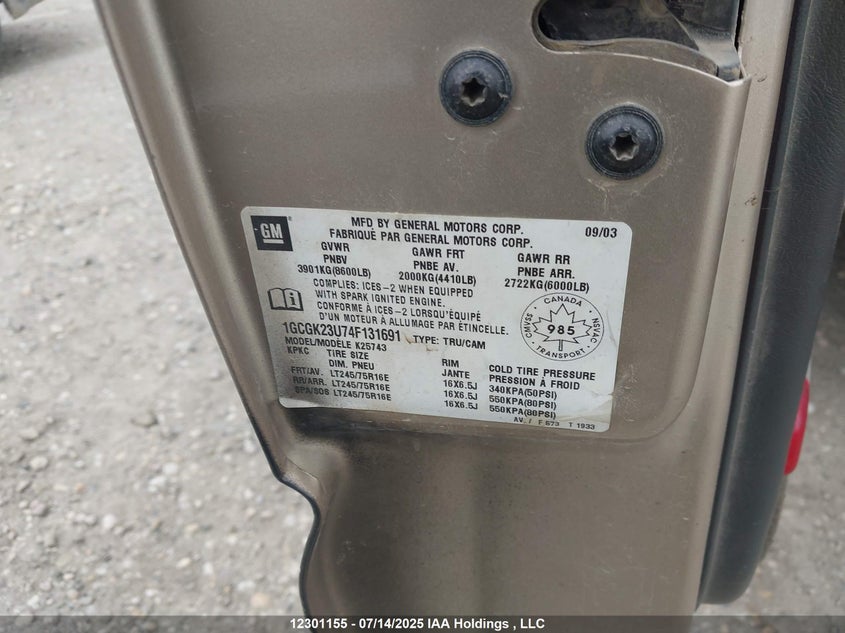 GM
MFD BY GENERAL MOTORS CORP. 09/03
FABRIQUÉ PAR GENERAL MOTORS CORP.
GVWR GAWR FRT GAWR RR
PNBV PNBE AV. PNBE ARR.
3901KG(8600LB) 2000KG(4410LB) 2722KG(6000LB)
COMPLIES: ICES-2 WHEN EQUIPPED
WITH SPARK IGNITED ENGINE.
CONFORME À ICES-2 LORSQU'ÉQUIPÉ
D'UN MOTEUR À ALLUMAGE PAR ÉTINCELLE.
CANADA
CMVSS 985 NSVAC
TRANSPORT
1GCGK23U74F131691 TYPE: TRU/CAM
MODEL/MODÈLE K25743
KPKC TIRE SIZE RIM COLD TIRE PRESSURE
DIM. PNEU JANTE PRESSION À FROID
FRT/AV. LT245/75R16E 16X6.5J 340KPA(50PSI)
RR/ARR. LT245/75R16E 16X6.5J 550KPA(80PSI)
SPA/SOS LT245/75R16E 16X6.5J 550KPA(80PSI)
AV. / F 573 T 1933
12301155 - 07/14/2025 IAA Holdings , LLC